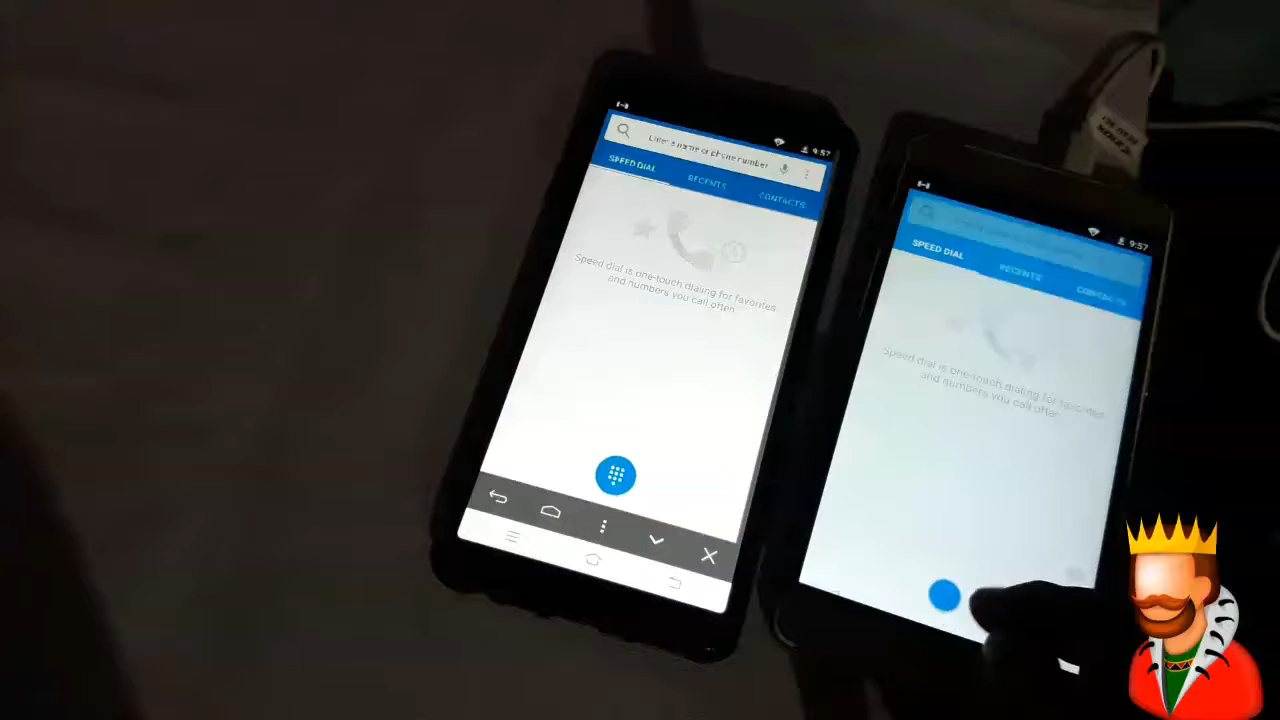 9:57
Enter a name or phone number
SPEED DIAL
RECENTS
CONTACTS
Speed dial is one-touch dialing for favorites
and numbers you call often
9:57
SPEED DIAL
RECENTS
CONTACTS
Speed dial is one-touch dialing for favorites
and numbers you call often